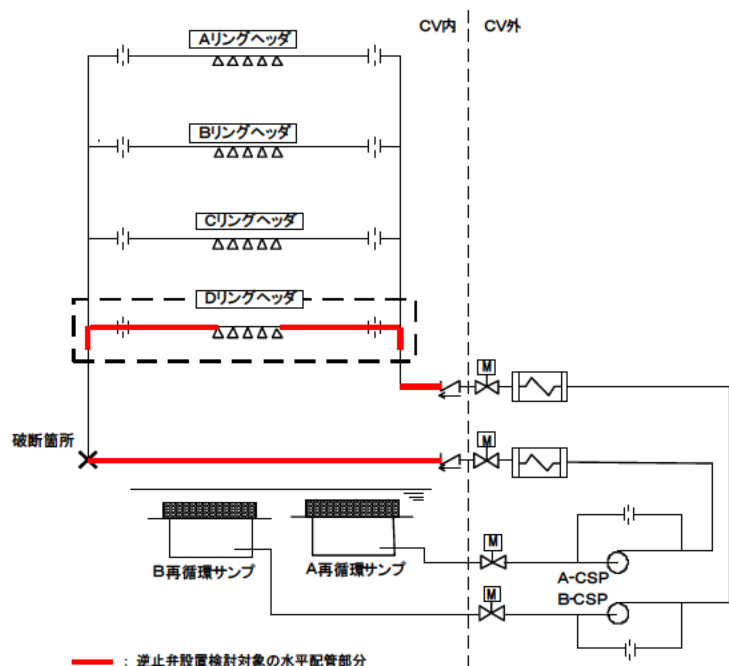 CV内 CV外
Aリングヘッダ
Bリングヘッダ
Cリングヘッダ
Dリングヘッダ
M
破断箇所
M
M
B再循環サンプ
A再循環サンプ
A-CSP
M
B-CSP
：逆止弁設置検討対象の水平配管部分